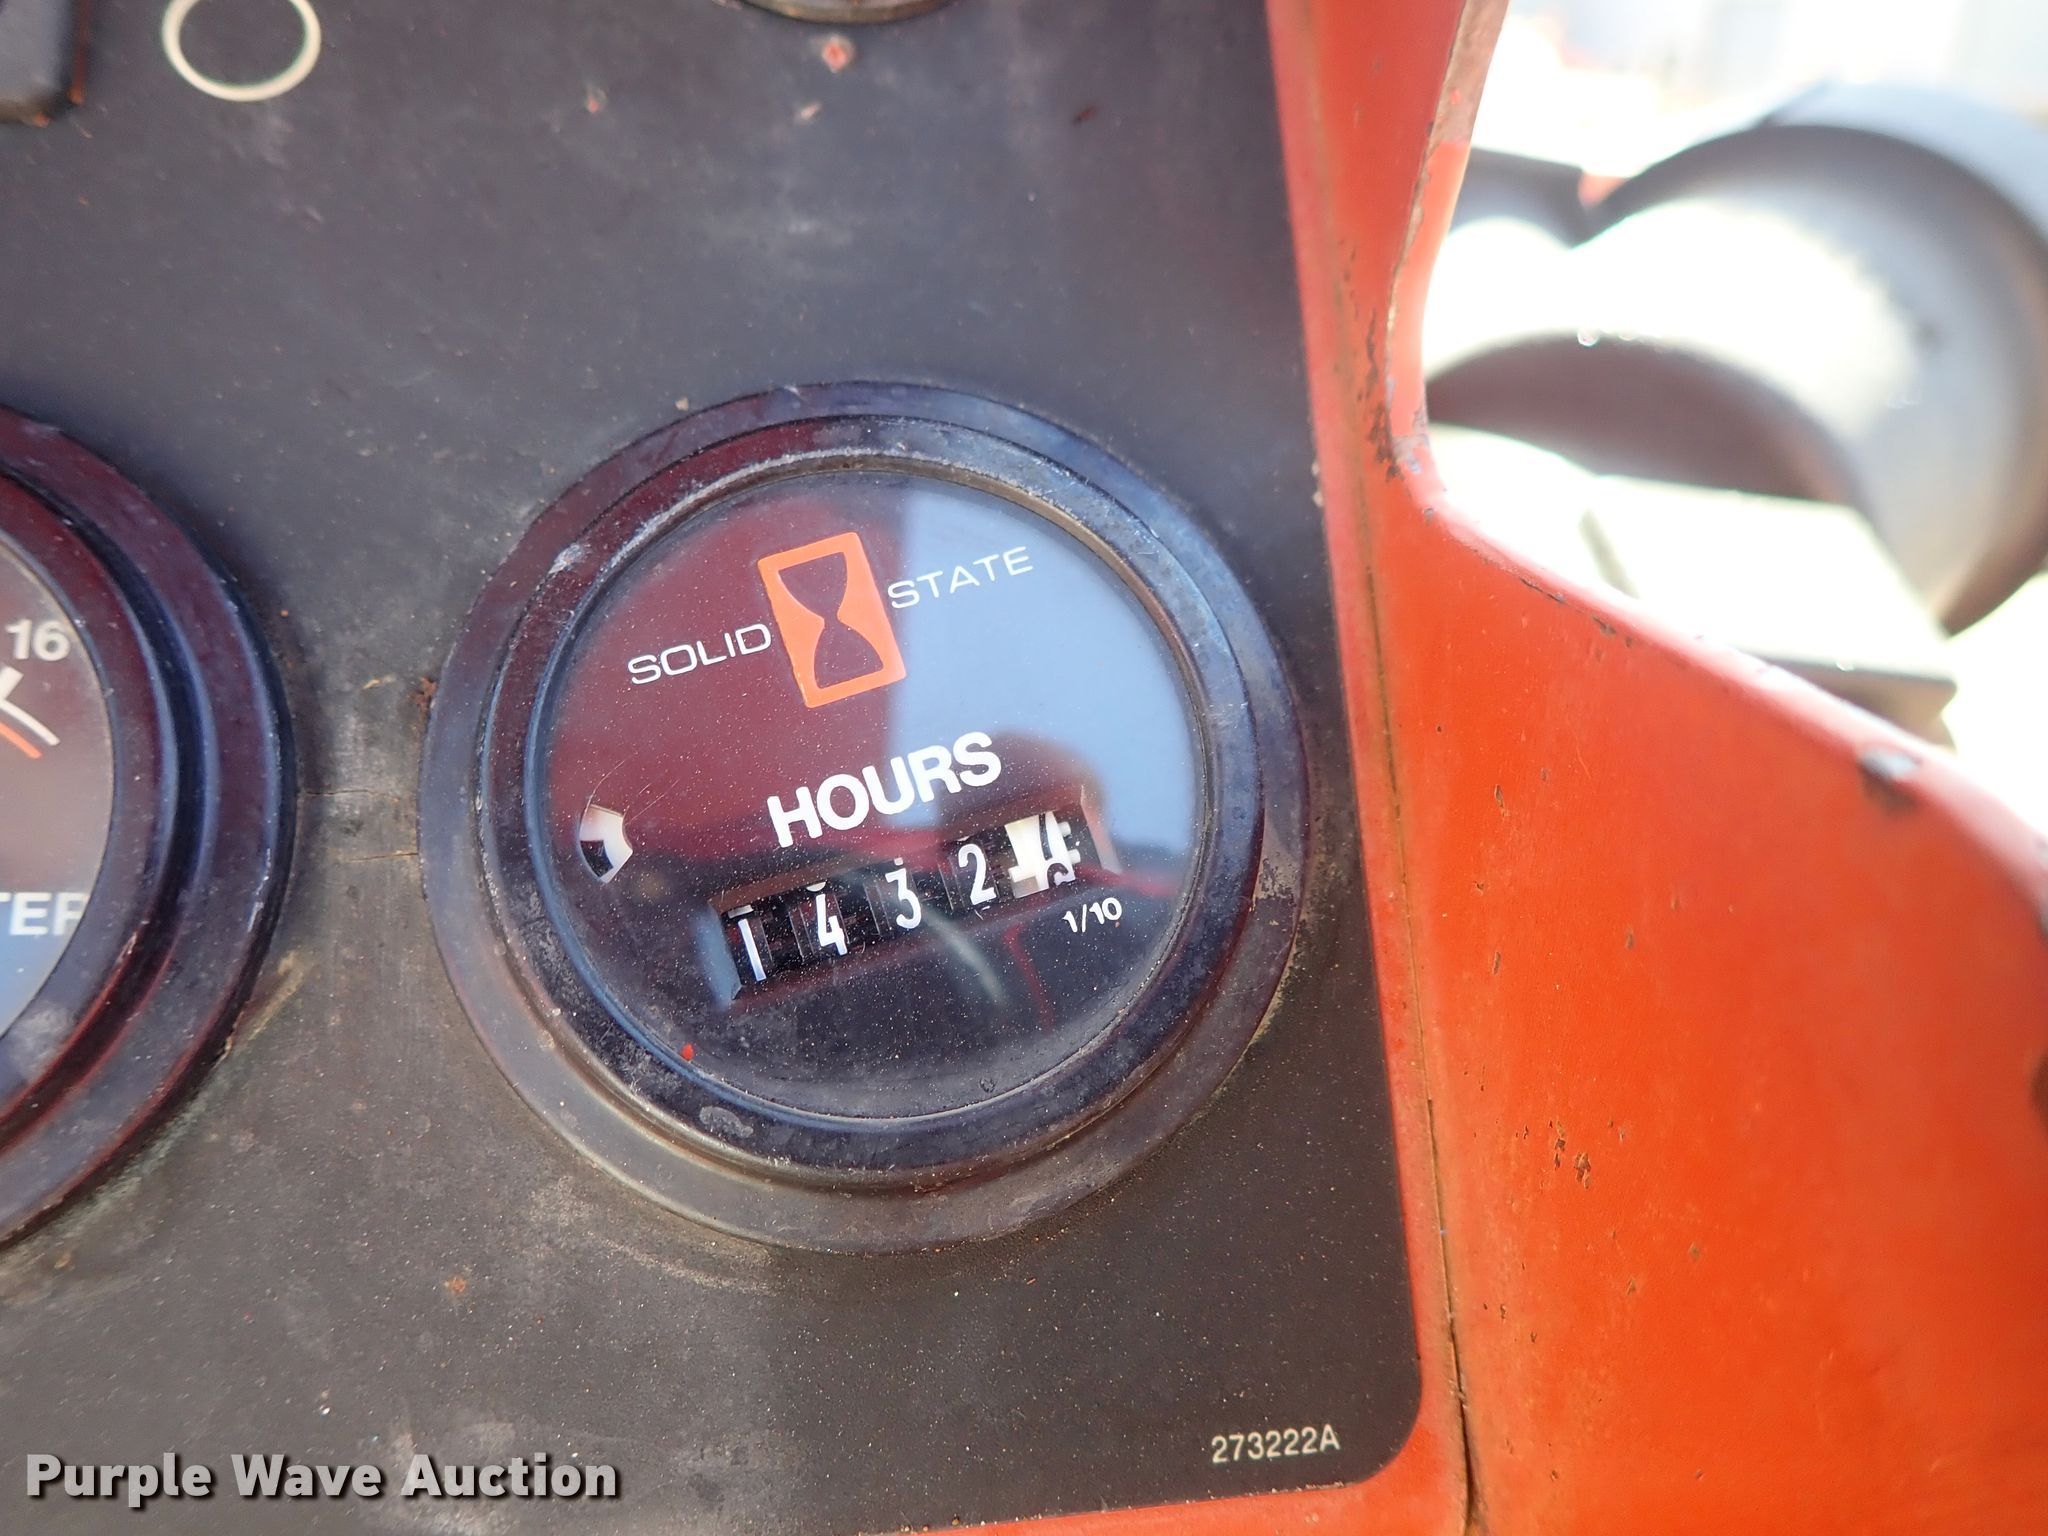 16
TER
SOLID STATE
HOURS
1432
1/10
273222A
Purple Wave Auction